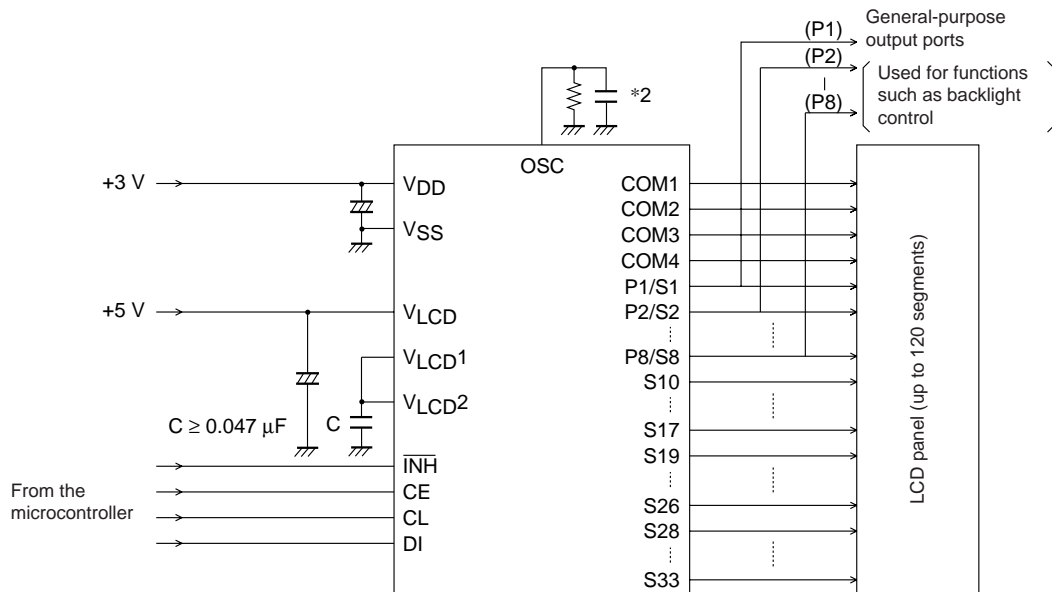 (P1)
(P2)
(P8)
General-purpose
output ports
Used for functions
such as backlight
control
*2
OSC
+3 V
VDD
VSS
+5 V
VLCD
VLCD1
VLCD2
C ≥ 0.047 µF
C
From the
microcontroller
INH
CE
CL
DI
COM1
COM2
COM3
COM4
P1/S1
P2/S2
P8/S8
S10
S17
S19
S26
S28
S33
LCD panel (up to 120 segments)